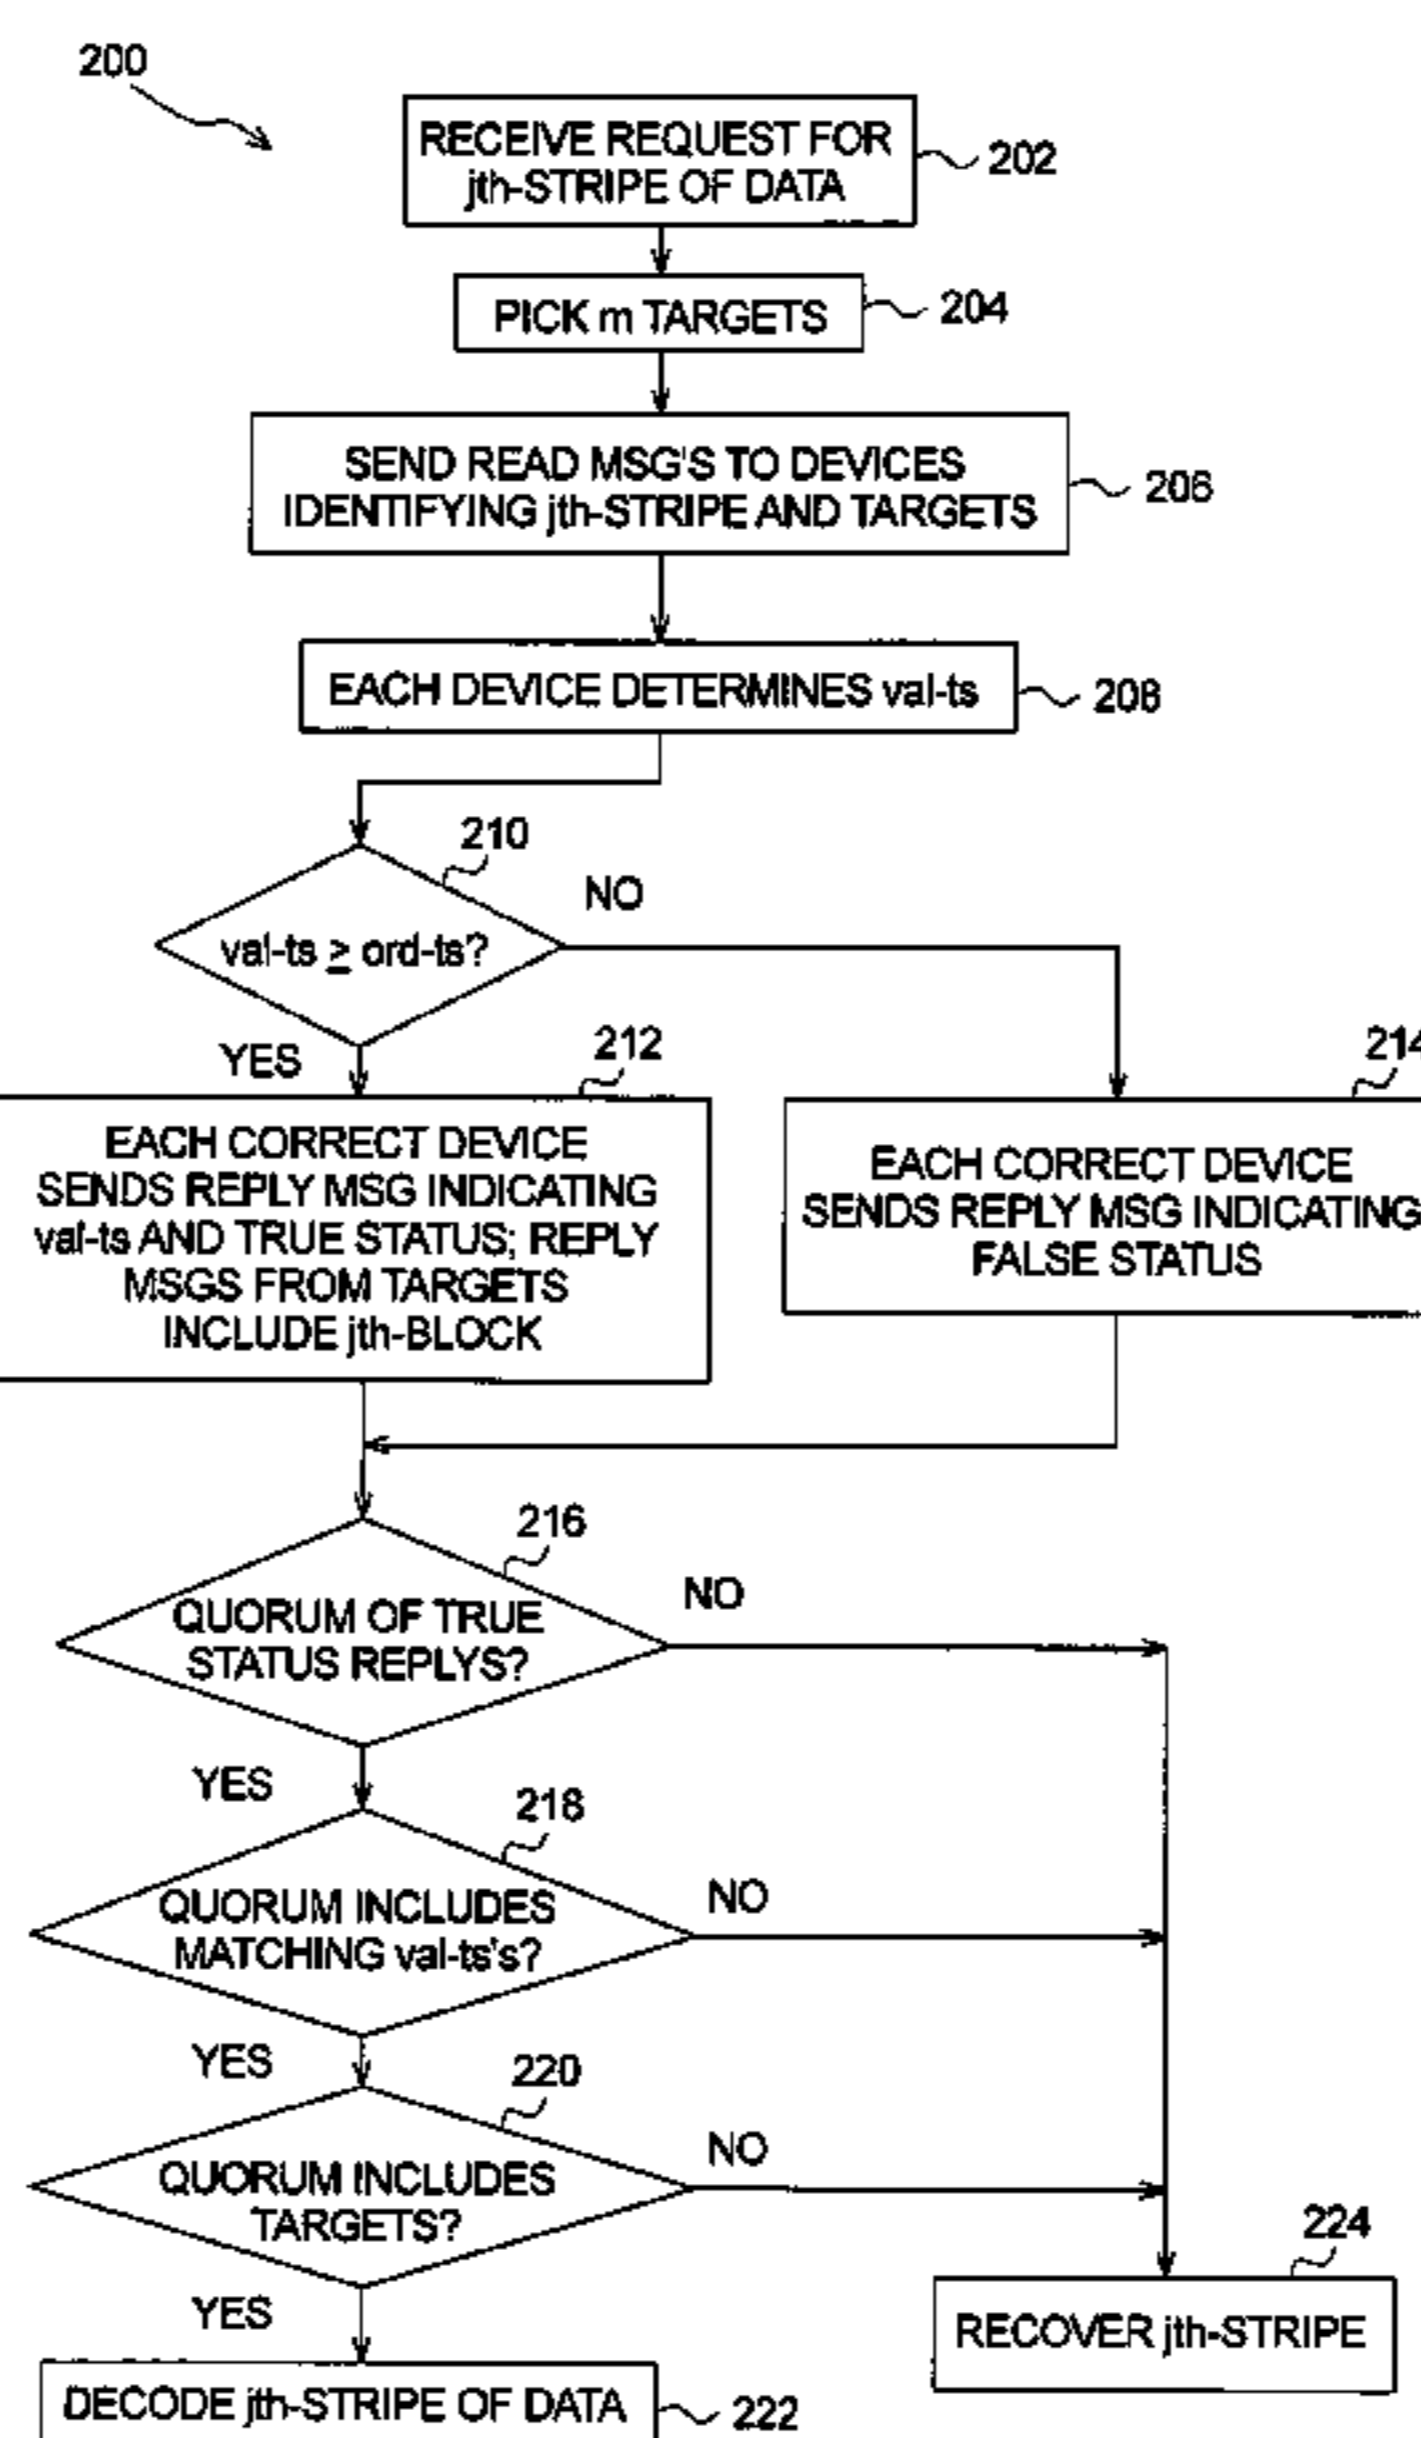 200
RECEIVE REQUEST FOR
jth-STRIPE OF DATA
202
PICK m TARGETS
204
SEND READ MSG'S TO DEVICES
IDENTIFYING jth-STRIPE AND TARGETS
206
EACH DEVICE DETERMINES val-ts
208
210
val-ts ≥ ord-ts?
NO
YES
212
EACH CORRECT DEVICE
SENDS REPLY MSG INDICATING
val-ts AND TRUE STATUS; REPLY
MSGS FROM TARGETS
INCLUDE jth-BLOCK
214
EACH CORRECT DEVICE
SENDS REPLY MSG INDICATING
FALSE STATUS
216
QUORUM OF TRUE
STATUS REPLYS?
NO
YES
218
QUORUM INCLUDES
MATCHING val-ts's?
NO
YES
220
QUORUM INCLUDES
TARGETS?
NO
YES
224
RECOVER jth-STRIPE
DECODE jth-STRIPE OF DATA
222